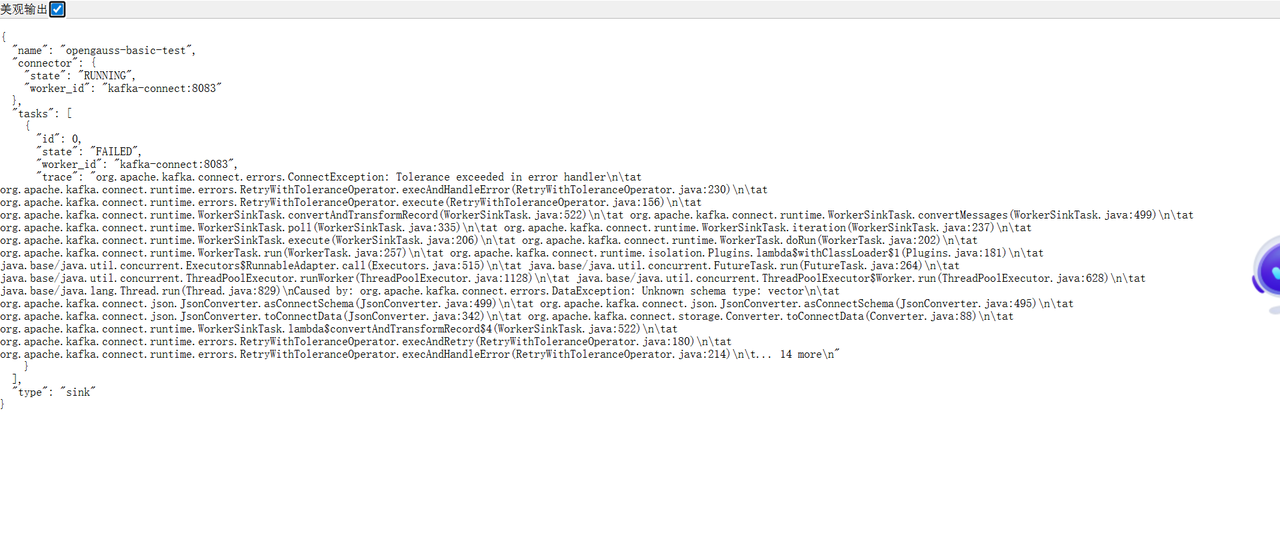 美观输出
{
  "name": "opengauss-basic-test",
  "connector": {
    "state": "RUNNING",
    "worker_id": "kafka-connect:8083"
  },
  "tasks": [
    {
      "id": 0,
      "state": "FAILED",
      "worker_id": "kafka-connect:8083",
      "trace": "org.apache.kafka.connect.errors.ConnectException: Tolerance exceeded in error handler\n\tat
org.apache.kafka.connect.runtime.errors.RetryWithToleranceOperator.execAndHandleError(RetryWithToleranceOperator.java:230)\n\tat
org.apache.kafka.connect.runtime.errors.RetryWithToleranceOperator.execute(RetryWithToleranceOperator.java:156)\n\tat
org.apache.kafka.connect.runtime.WorkerSinkTask.convertAndTransformRecord(WorkerSinkTask.java:522)\n\tat org.apache.kafka.connect.runtime.WorkerSinkTask.convertMessages(WorkerSinkTask.java:499)\n\tat
org.apache.kafka.connect.runtime.WorkerSinkTask.poll(WorkerSinkTask.java:335)\n\tat org.apache.kafka.connect.runtime.WorkerSinkTask.iteration(WorkerSinkTask.java:237)\n\tat
org.apache.kafka.connect.runtime.WorkerSinkTask.execute(WorkerSinkTask.java:206)\n\tat org.apache.kafka.connect.runtime.WorkerTask.doRun(WorkerTask.java:202)\n\tat
org.apache.kafka.connect.runtime.WorkerTask.run(WorkerTask.java:257)\n\tat org.apache.kafka.connect.runtime.isolation.Plugins.lambda$withClassLoader$1(Plugins.java:181)\n\tat
java.base/java.util.concurrent.Executors$RunnableAdapter.call(Executors.java:515)\n\tat java.base/java.util.concurrent.FutureTask.run(FutureTask.java:264)\n\tat
java.base/java.util.concurrent.ThreadPoolExecutor.runWorker(ThreadPoolExecutor.java:1128)\n\tat java.base/java.util.concurrent.ThreadPoolExecutor$Worker.run(ThreadPoolExecutor.java:628)\n\tat
java.base/java.lang.Thread.run(Thread.java:829)\nCaused by: org.apache.kafka.connect.errors.DataException: Unknown schema type: vector\n\tat
org.apache.kafka.connect.json.JsonConverter.asConnectSchema(JsonConverter.java:499)\n\tat org.apache.kafka.connect.json.JsonConverter.asConnectSchema(JsonConverter.java:495)\n\tat
org.apache.kafka.connect.json.JsonConverter.toConnectData(JsonConverter.java:342)\n\tat org.apache.kafka.connect.storage.Converter.toConnectData(Converter.java:88)\n\tat
org.apache.kafka.connect.runtime.WorkerSinkTask.lambda$convertAndTransformRecord$4(WorkerSinkTask.java:522)\n\tat
org.apache.kafka.connect.runtime.errors.RetryWithToleranceOperator.execAndRetry(RetryWithToleranceOperator.java:180)\n\tat
org.apache.kafka.connect.runtime.errors.RetryWithToleranceOperator.execAndHandleError(RetryWithToleranceOperator.java:214)\n\t... 14 more\n"
    }
  ],
  "type": "sink"
}